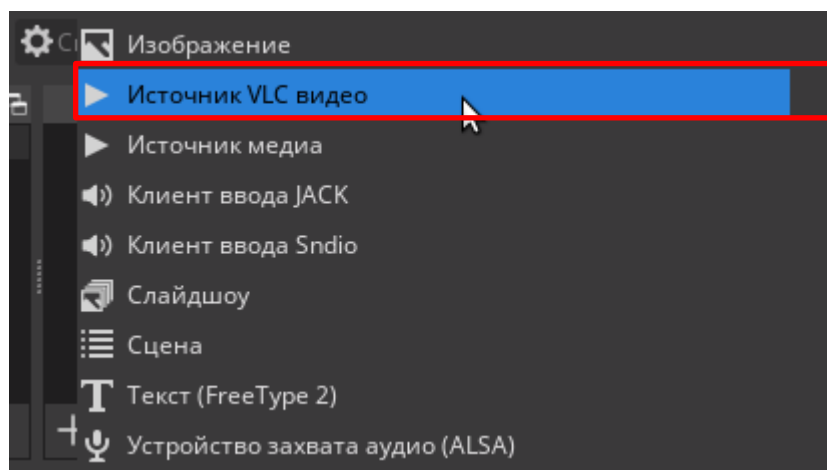 Изображение
Источник VLC видео
Источник медиа
Клиент ввода JACK
Клиент ввода Sndio
Слайдшоу
Сцена
Текст (FreeType 2)
Устройство захвата аудио (ALSA)